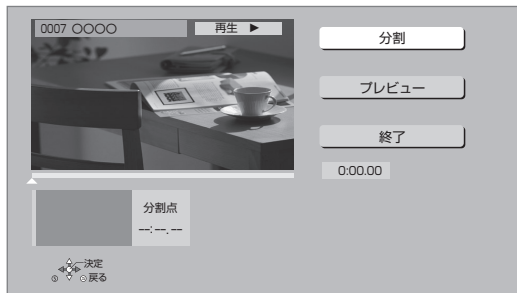 0007 〇〇〇〇
再生 ▶
分割
プレビュー
終了
0:00.00
分割点
--:--.--
決定
戻る